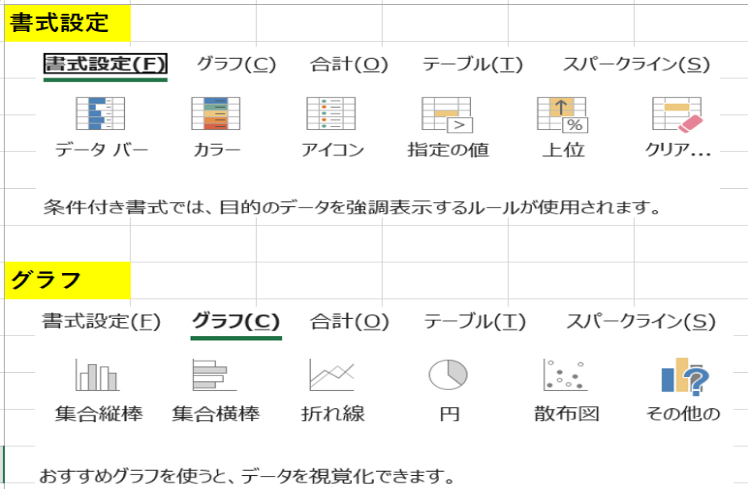 書式設定
書式設定(F) グラフ(C) 合計(O) テーブル(T) スパークライン(S)
データ バー カラー アイコン 指定の値 上位 クリア...
条件付き書式では、目的のデータを強調表示するルールが使用されます。
グラフ
書式設定(F) グラフ(C) 合計(O) テーブル(T) スパークライン(S)
集合縦棒 集合横棒 折れ線 円 散布図 その他の
おすすめグラフを使うと、データを視覚化できます。